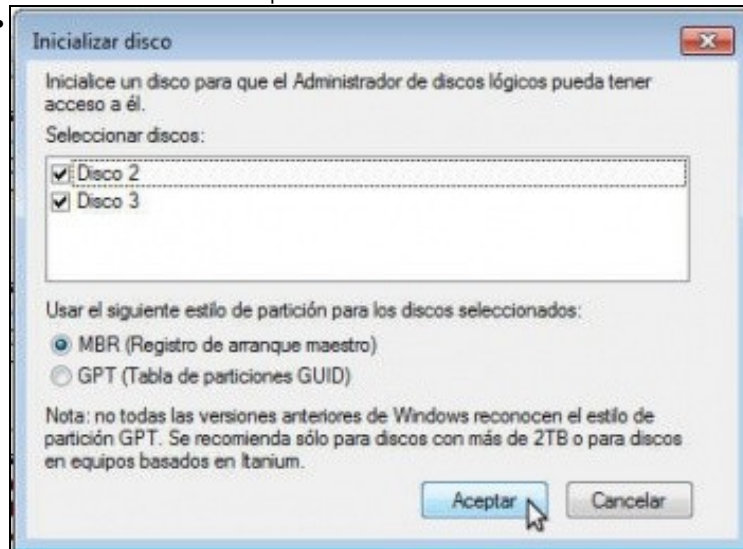 Inicializar disco
Inicialice un disco para que el Administrador de discos lógicos pueda tener
acceso a él.
Seleccionar discos:
Disco 2
Disco 3
Usar el siguiente estilo de partición para los discos seleccionados:
MBR (Registro de arranque maestro)
GPT (Tabla de particiones GUID)
Nota: no todas las versiones anteriores de Windows reconocen el estilo de
partición GPT. Se recomienda sólo para discos con más de 2TB o para discos
en equipos basados en Itanium.
Aceptar Cancelar